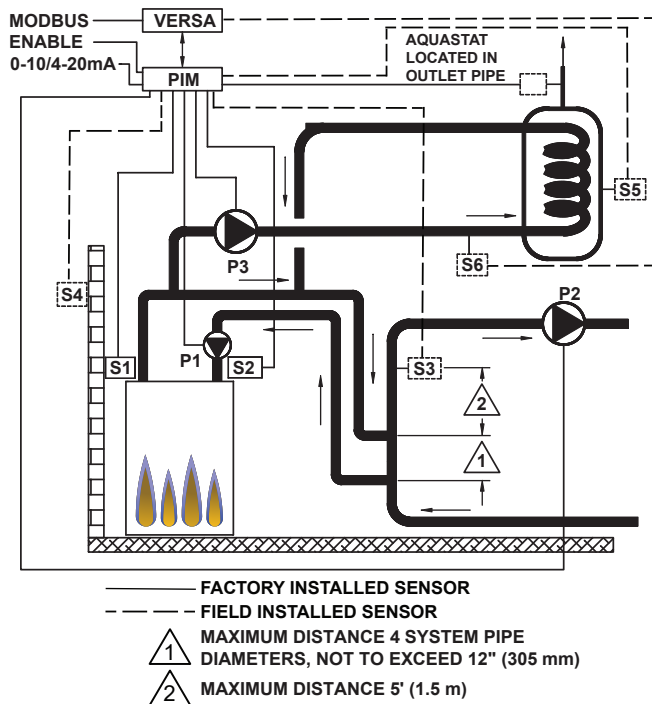 MODBUS
VERSA
ENABLE
0-10/4-20mA
PIM
AQUASTAT
LOCATED IN
OUTLET PIPE
S5
P3
S6
S4
P2
P1
S1
S2
S3
2
1
FACTORY INSTALLED SENSOR
FIELD INSTALLED SENSOR
1 MAXIMUM DISTANCE 4 SYSTEM PIPE
DIAMETERS, NOT TO EXCEED 12" (305 mm)
2 MAXIMUM DISTANCE 5' (1.5 m)